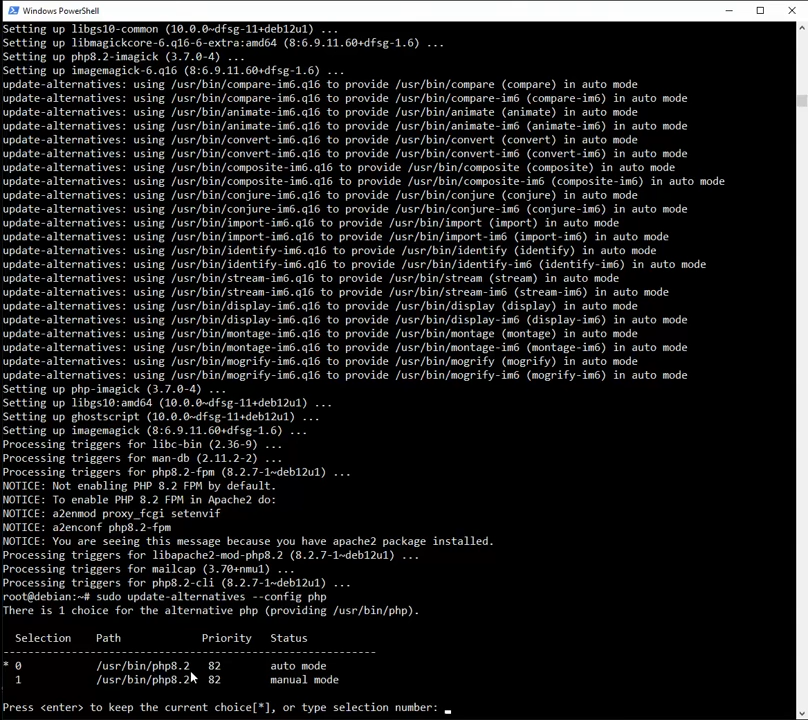 Windows PowerShell
Setting up libgs10-common (10.0.0~dfsg-11+deb12u1) ...
Setting up libmagickcore-6.q16-6-extra:amd64 (8:6.9.11.60+dfsg-1.6) ...
Setting up php8.2-imagick (3.7.0-4) ...
Setting up imagemagick-6.q16 (8:6.9.11.60+dfsg-1.6) ...
update-alternatives: using /usr/bin/compare-im6.q16 to provide /usr/bin/compare (compare) in auto mode
update-alternatives: using /usr/bin/compare-im6.q16 to provide /usr/bin/compare-im6 (compare-im6) in auto mode
update-alternatives: using /usr/bin/animate-im6.q16 to provide /usr/bin/animate (animate) in auto mode
update-alternatives: using /usr/bin/animate-im6.q16 to provide /usr/bin/animate-im6 (animate-im6) in auto mode
update-alternatives: using /usr/bin/convert-im6.q16 to provide /usr/bin/convert (convert) in auto mode
update-alternatives: using /usr/bin/convert-im6.q16 to provide /usr/bin/convert-im6 (convert-im6) in auto mode
update-alternatives: using /usr/bin/composite-im6.q16 to provide /usr/bin/composite (composite) in auto mode
update-alternatives: using /usr/bin/composite-im6.q16 to provide /usr/bin/composite-im6 (composite-im6) in auto mode
update-alternatives: using /usr/bin/conjure-im6.q16 to provide /usr/bin/conjure (conjure) in auto mode
update-alternatives: using /usr/bin/conjure-im6.q16 to provide /usr/bin/conjure-im6 (conjure-im6) in auto mode
update-alternatives: using /usr/bin/import-im6.q16 to provide /usr/bin/import (import) in auto mode
update-alternatives: using /usr/bin/import-im6.q16 to provide /usr/bin/import-im6 (import-im6) in auto mode
update-alternatives: using /usr/bin/identify-im6.q16 to provide /usr/bin/identify (identify) in auto mode
update-alternatives: using /usr/bin/identify-im6.q16 to provide /usr/bin/identify-im6 (identify-im6) in auto mode
update-alternatives: using /usr/bin/stream-im6.q16 to provide /usr/bin/stream (stream) in auto mode
update-alternatives: using /usr/bin/stream-im6.q16 to provide /usr/bin/stream-im6 (stream-im6) in auto mode
update-alternatives: using /usr/bin/display-im6.q16 to provide /usr/bin/display (display) in auto mode
update-alternatives: using /usr/bin/display-im6.q16 to provide /usr/bin/display-im6 (display-im6) in auto mode
update-alternatives: using /usr/bin/montage-im6.q16 to provide /usr/bin/montage (montage) in auto mode
update-alternatives: using /usr/bin/montage-im6.q16 to provide /usr/bin/montage-im6 (montage-im6) in auto mode
update-alternatives: using /usr/bin/mogrify-im6.q16 to provide /usr/bin/mogrify (mogrify) in auto mode
update-alternatives: using /usr/bin/mogrify-im6.q16 to provide /usr/bin/mogrify-im6 (mogrify-im6) in auto mode
Setting up php-imagick (3.7.0-4) ...
Setting up libgs10:amd64 (10.0.0~dfsg-11+deb12u1) ...
Setting up ghostscript (10.0.0~dfsg-11+deb12u1) ...
Setting up imagemagick (8:6.9.11.60+dfsg-1.6) ...
Processing triggers for libc-bin (2.36-9) ...
Processing triggers for man-db (2.11.2-2) ...
Processing triggers for php8.2-fpm (8.2.7-1~deb12u1) ...
NOTICE: Not enabling PHP 8.2 FPM by default.
NOTICE: To enable PHP 8.2 FPM in Apache2 do:
NOTICE: a2enmod proxy_fcgi setenvif
NOTICE: a2enconf php8.2-fpm
NOTICE: You are seeing this message because you have apache2 package installed.
Processing triggers for libapache2-mod-php8.2 (8.2.7-1~deb12u1) ...
Processing triggers for mailcap (3.70+nmu1) ...
Processing triggers for php8.2-cli (8.2.7-1~deb12u1) ...
root@debian:~# sudo update-alternatives --config php
There is 1 choice for the alternative php (providing /usr/bin/php).
Selection Path Priority Status
------------------------------------------------------------
* 0 /usr/bin/php8.2 82 auto mode
1 /usr/bin/php8.2 82 manual mode
Press <enter> to keep the current choice[*], or type selection number: